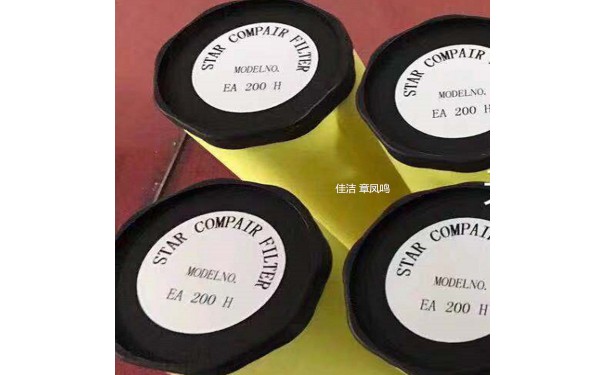 STAR COMPAIR FILTER
MODELNO.
EA 200 H
STAR COMPAIR
MODELNO.
EA 200 H
佳洁 章凤鸣
STAR COMPAIR FILTER
MODELNO.
EA 200 H
STAR COMPAIR
MODELNO.
EA 200 H